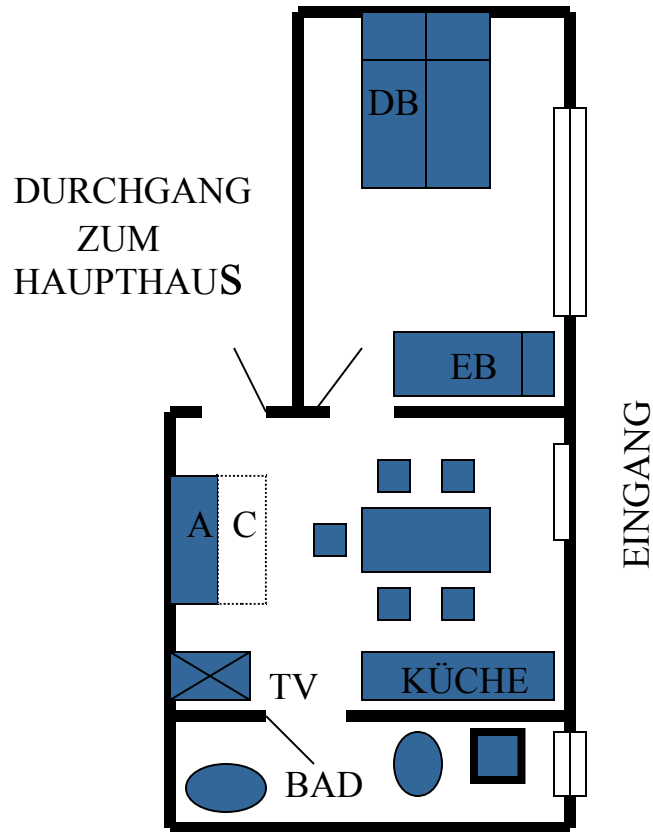 DB
DURCHGANG
ZUM
HAUPTHAUS
EB
EINGANG
A C
TV
KÜCHE
BAD